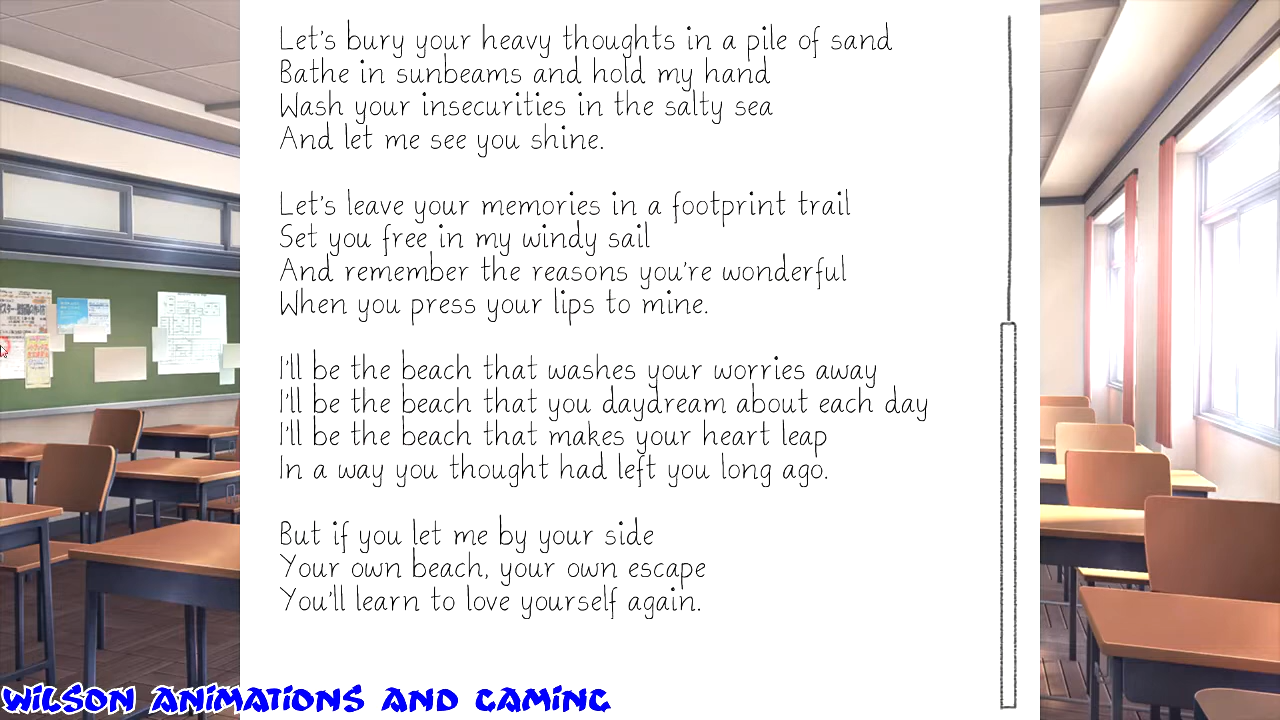 Let's bury your heavy thoughts in a pile of sand
Bathe in sunbeams and hold my hand
Wash your insecurities in the salty sea
And let me see you shine.

Let's leave your memories in a footprint trail
Set you free in my windy sail
And remember the reasons you're wonderful
When you press your lips to mine.

I'll be the beach that washes your worries away
I'll be the beach that you daydream about each day
I'll be the beach that makes your heart leap
In a way you thought had left you long ago.

But if you let me by your side
Your own beach, your own escape
You'll learn to love yourself again.
WILSON ANIMATIONS AND GAMING